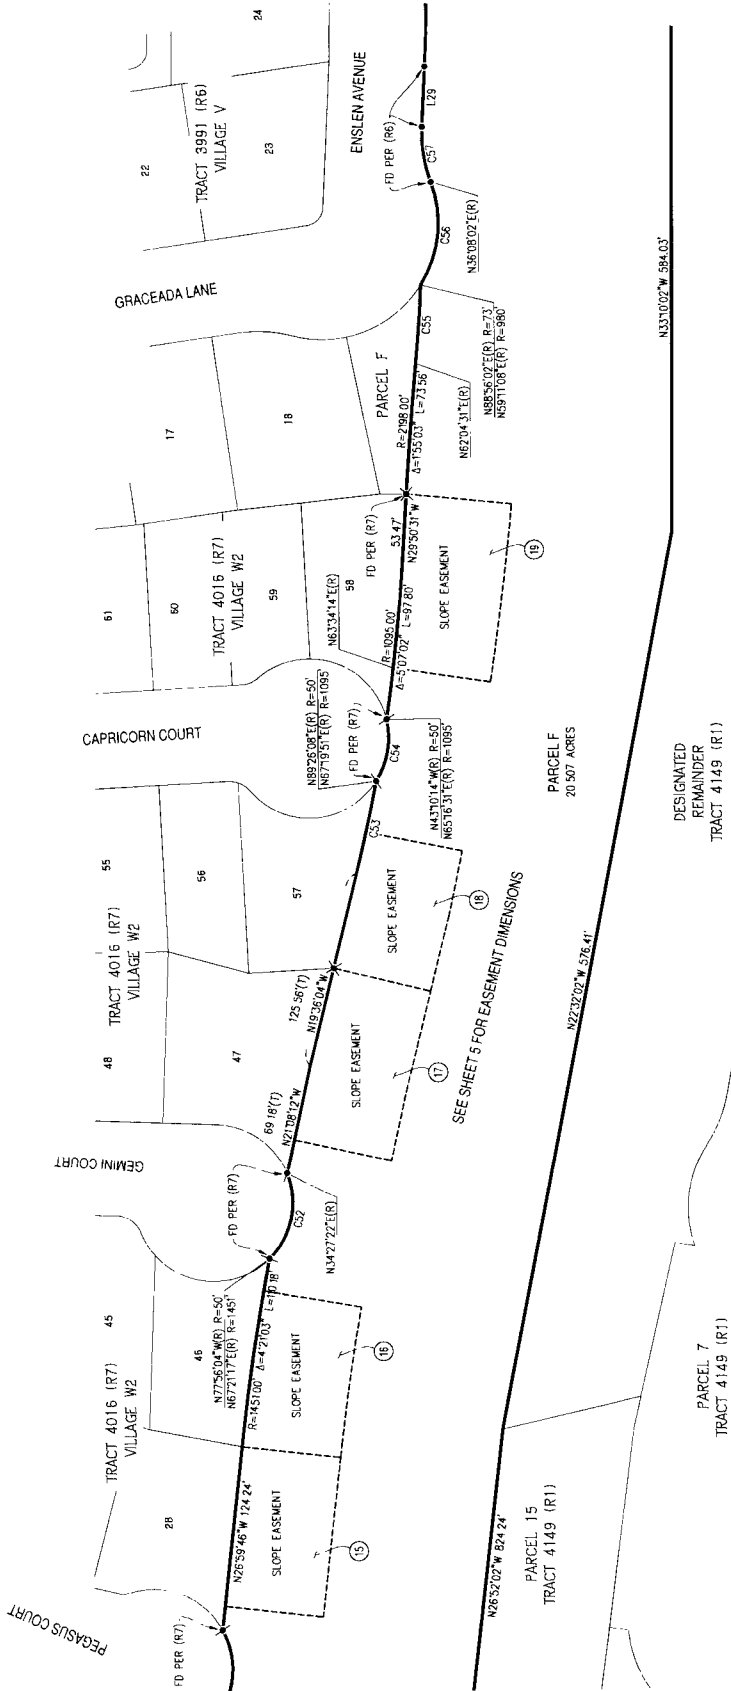 24
TRACT 3991 (R6)
VILLAGE V
22
23
ENSLEN AVENUE
L29
FD PER (R6)
C57
C56
N36°08'02"E(R)
GRACEADA LANE
C55
N88°56'02"E(R) R=73'
N59°11'08"E(R) R=980'
N33°10'02"W 584.03'
17
18
PARCEL F
R=2198.00'
Δ=1°55'03" L=73.56'
N62°04'31"E(R)
61
60
59
58
TRACT 4016 (R7)
VILLAGE W2
FD PER (R7)
53.47'
N29°50'31"W
N63°34'14"E(R)
R=1095.00'
Δ=5°07'02" L=97.80'
SLOPE EASEMENT
19
CAPRICORN COURT
N89°26'08"E(R) R=50'
N67°19'51"E(R) R=1095'
FD PER (R7)
C54
N43°10'14"W(R) R=50'
N65°16'31"E(R) R=1095'
PARCEL F
20.507 ACRES
DESIGNATED
REMAINDER
TRACT 4149 (R1)
C53
55
56
57
TRACT 4016 (R7)
VILLAGE W2
SLOPE EASEMENT
18
SEE SHEET 5 FOR EASEMENT DIMENSIONS
N22°32'02"W 576.41'
125.56'(T)
N19°36'04"W
48
47
SLOPE EASEMENT
17
69.18'(T)
N21°08'12"W
GEMINI COURT
FD PER (R7)
C52
N34°27'22"E(R)
45
46
N77°56'04"W(R) R=50'
N67°21'17"E(R) R=1451'
TRACT 4016 (R7)
VILLAGE W2
R=1451.00' Δ=4°21'03" L=110.18'
SLOPE EASEMENT
16
PARCEL 7
TRACT 4149 (R1)
28
N26°59'46"W 124.24'
SLOPE EASEMENT
15
N26°52'02"W 824.24'
PARCEL 15
TRACT 4149 (R1)
PEGASUS COURT
FD PER (R7)